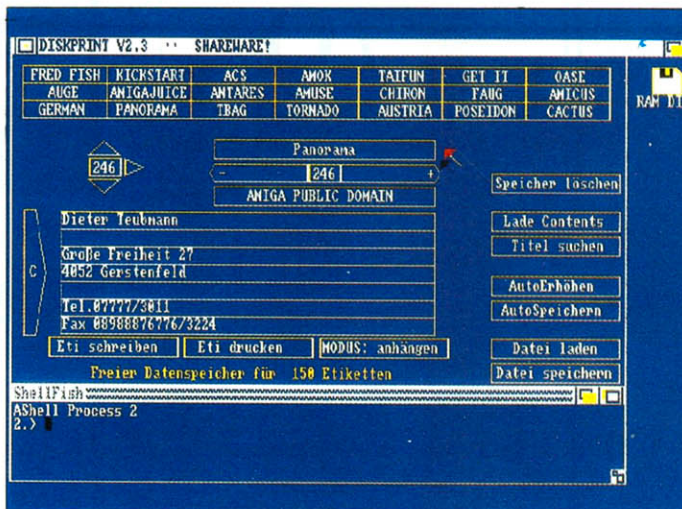 DISKPRINT V2.3 ·· SHAREWARE!
FRED FISH KICKSTART ACS AMOK TAIFUN GET IT OASE
AUGE AMIGAJUICE ANTARES AMUSE CHIRON FAUG AMICUS
GERMAN PANORAMA TBAG TORNADO AUSTRIA POSEIDON CACTUS
RAM DI
Panorama
246
- 246 +
AMIGA PUBLIC DOMAIN
Speicher löschen
Dieter Teubmann
Lade Contents
Titel suchen
Große Freiheit 27
C
4052 Gerstenfeld
AutoErhöhen
AutoSpeichern
Tel.07777/3011
Fax 08988876776/3224
Eti schreiben Eti drucken MODUS: anhängen
Datei laden
Freier Datenspeicher für 150 Etiketten
Datei speichern
ShellFish
AShell Process 2
2.>